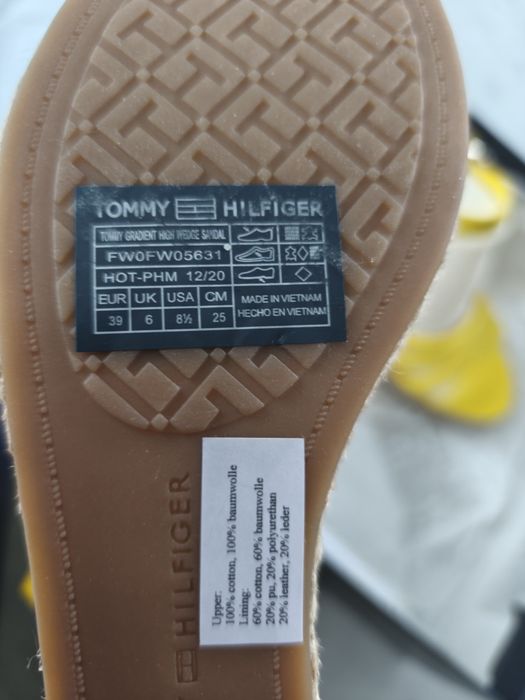 TOMMY HILFIGER
TOMMY GRADIENT HIGH WEDGE SANDAL
FW0FW05631
HOT-PHM 12/20
EUR UK USA CM
39 6 8½ 25
MADE IN VIETNAM
HECHO EN VIETNAM
HILFIGER
Upper:
100% cotton, 100% baumwolle
Lining:
60% cotton, 60% baumwolle
20% pu, 20% polyurethan
20% leather, 20% leder